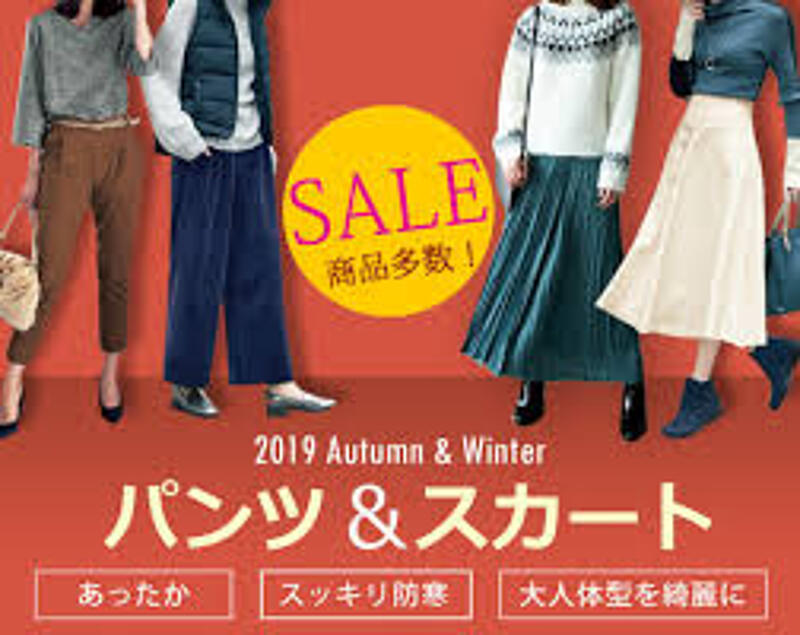 SALE
商品多数！
2019 Autumn & Winter
パンツ&スカート
あったか
スッキリ防寒
大人体型を綺麗に